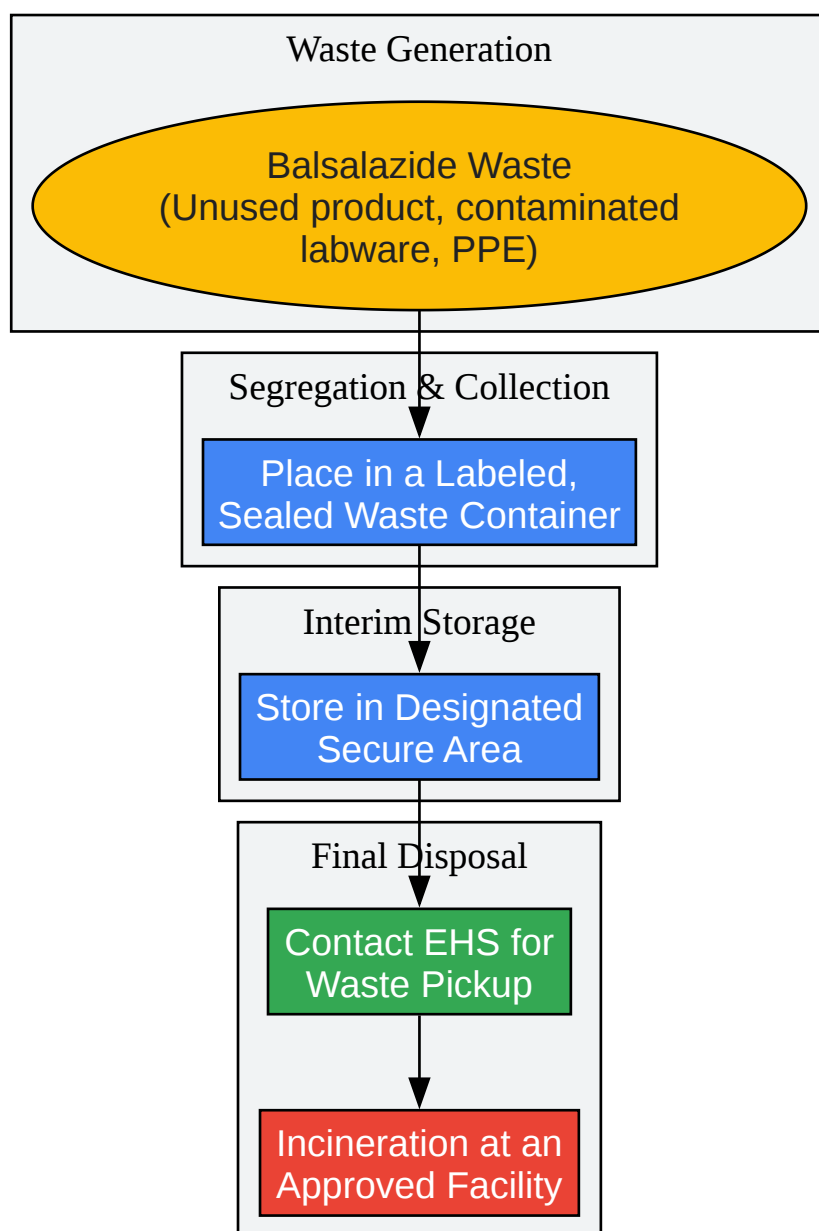 Waste Generation
Balsalazide Waste
(Unused product, contaminated
labware, PPE)
Segregation & Collection
Place in a Labeled,
Sealed Waste Container
Interim Storage
Store in Designated
Secure Area
Final Disposal
Contact EHS for
Waste Pickup
Incineration at an
Approved Facility